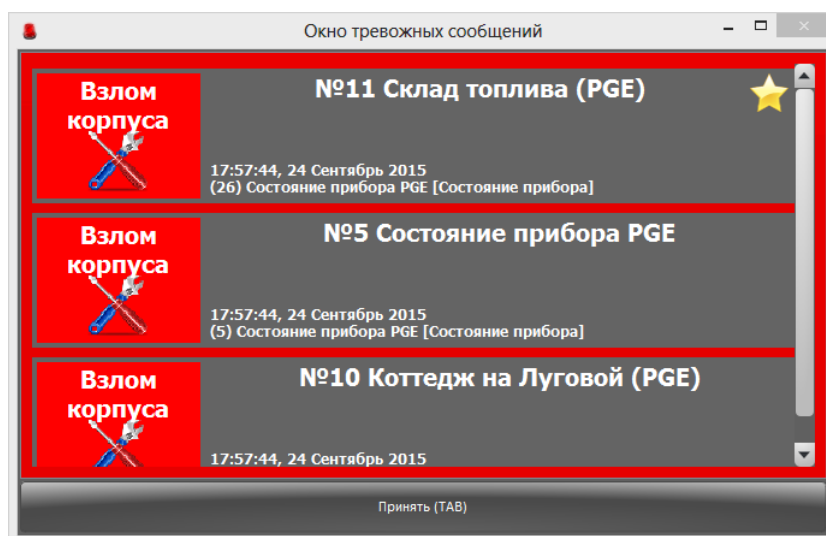 Окно тревожных сообщений
Взлом
корпуса
№11 Склад топлива (PGE)
17:57:44, 24 Сентябрь 2015
(26) Состояние прибора PGE [Состояние прибора]
Взлом
корпуса
№5 Состояние прибора PGE
17:57:44, 24 Сентябрь 2015
(5) Состояние прибора PGE [Состояние прибора]
Взлом
корпуса
№10 Коттедж на Луговой (PGE)
17:57:44, 24 Сентябрь 2015
Принять (TAB)